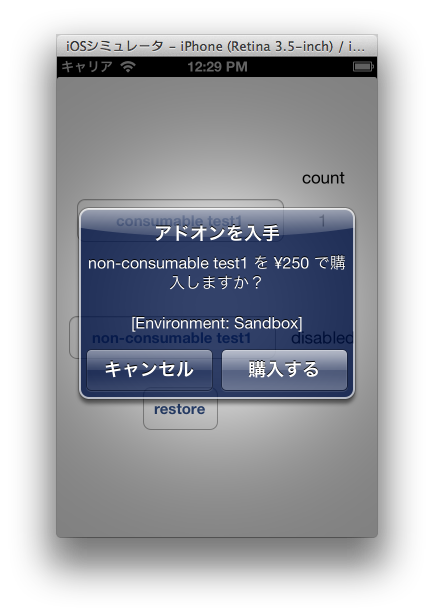 iOSシミュレータ – iPhone (Retina 3.5-inch) / i...
キャリア 12:29 PM
count
consumable test1 1
アドオンを入手
non-consumable test1 を ¥250 で購
入しますか？
[Environment: Sandbox]
non-consumable test1 disabled
キャンセル 購入する
restore